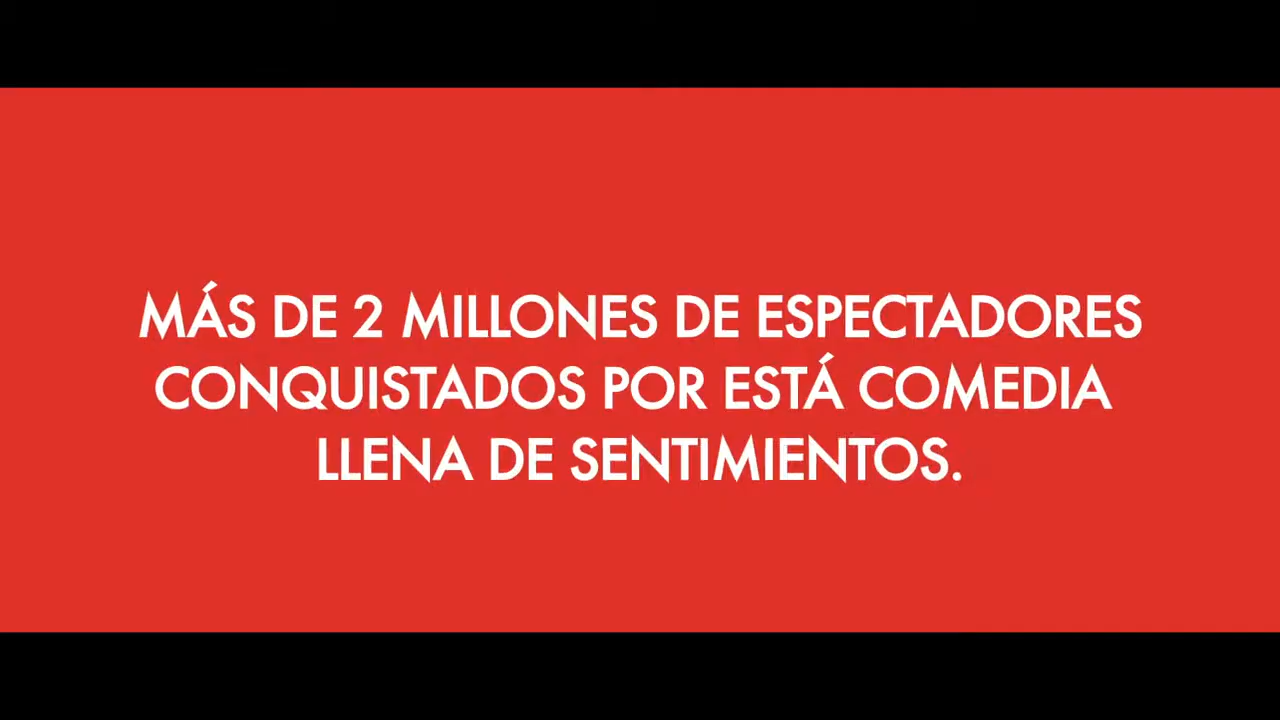 MÁS DE 2 MILLONES DE ESPECTADORES
CONQUISTADOS POR ESTÁ COMEDIA
LLENA DE SENTIMIENTOS.